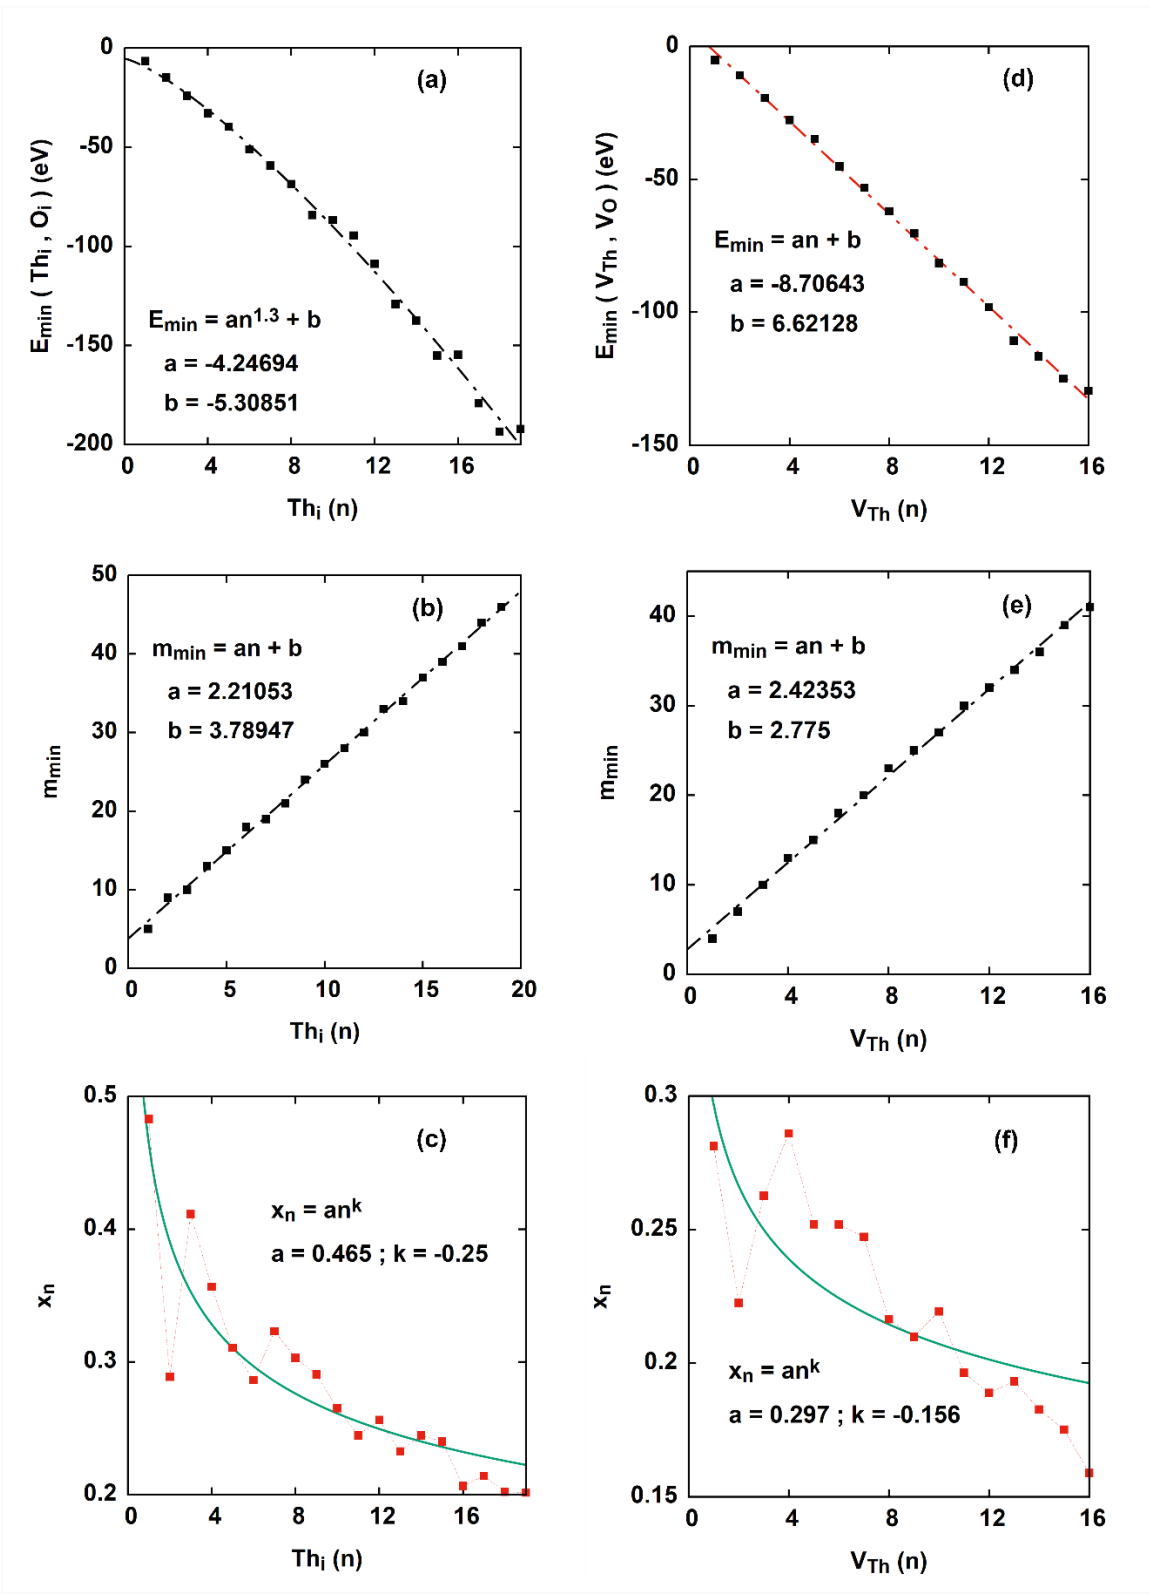 (a)
0
-50
-100
-150
-200
E_min ( Th_i , O_i ) (eV)
E_min = an^1.3 + b
a = -4.24694
b = -5.30851
0 4 8 12 16
Th_i (n)
(d)
0
-50
-100
-150
E_min ( V_Th , V_O ) (eV)
E_min = an + b
a = -8.70643
b = 6.62128
0 4 8 12 16
V_Th (n)
(b)
50
40
30
20
10
0
m_min
m_min = an + b
a = 2.21053
b = 3.78947
0 5 10 15 20
Th_i (n)
(e)
40
30
20
10
0
m_min
m_min = an + b
a = 2.42353
b = 2.775
0 4 8 12 16
V_Th (n)
(c)
0.5
0.4
0.3
0.2
x_n
x_n = an^k
a = 0.465 ; k = -0.25
0 4 8 12 16
Th_i (n)
(f)
0.3
0.25
0.2
0.15
x_n
x_n = an^k
a = 0.297 ; k = -0.156
0 4 8 12 16
V_Th (n)